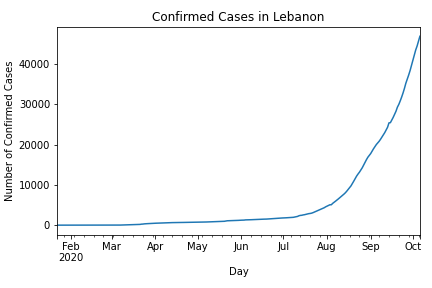 Confirmed Cases in Lebanon
Number of Confirmed Cases
40000
30000
20000
10000
0
Feb Mar Apr May Jun Jul Aug Sep Oct
2020
Day